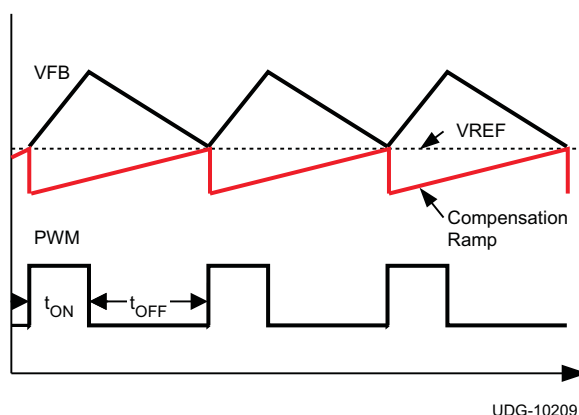 VFB
VREF
Compensation
Ramp
PWM
tON
tOFF
UDG-10209